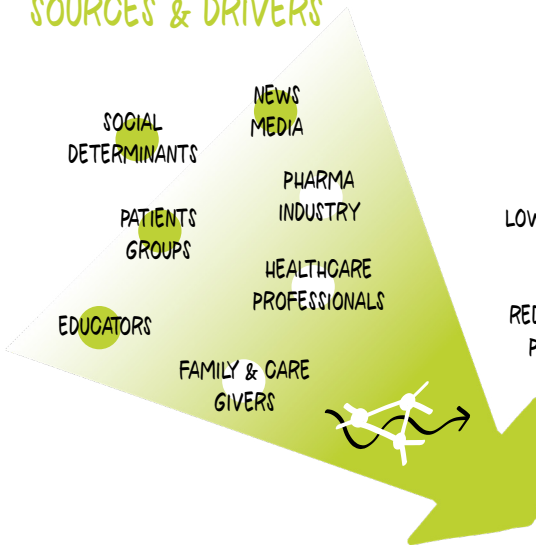 SOURCES & DRIVERS
NEWS
MEDIA
SOCIAL
DETERMINANTS
PHARMA
INDUSTRY
PATIENTS
GROUPS
HEALTHCARE
PROFESSIONALS
EDUCATORS
FAMILY & CARE
GIVERS